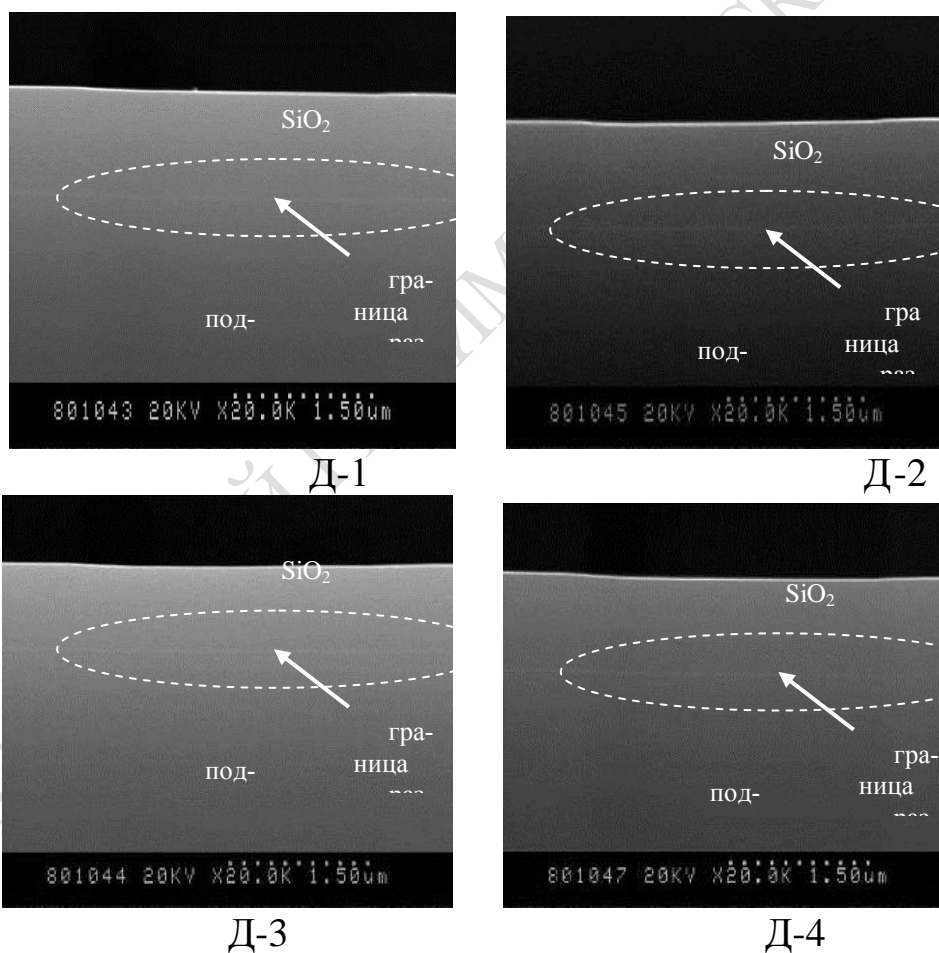 SiO₂
гра-
ница
под-
801043 20KV X20.0K 1.50um
Д-1
SiO₂
гра
ница
под-
раз
801045 20KV X20.0K 1.50um
Д-2
SiO₂
гра-
ница
под-
801044 20KV X20.0K 1.50um
Д-3
SiO₂
гра-
ница
под-
801047 20KV X20.0K 1.50um
Д-4